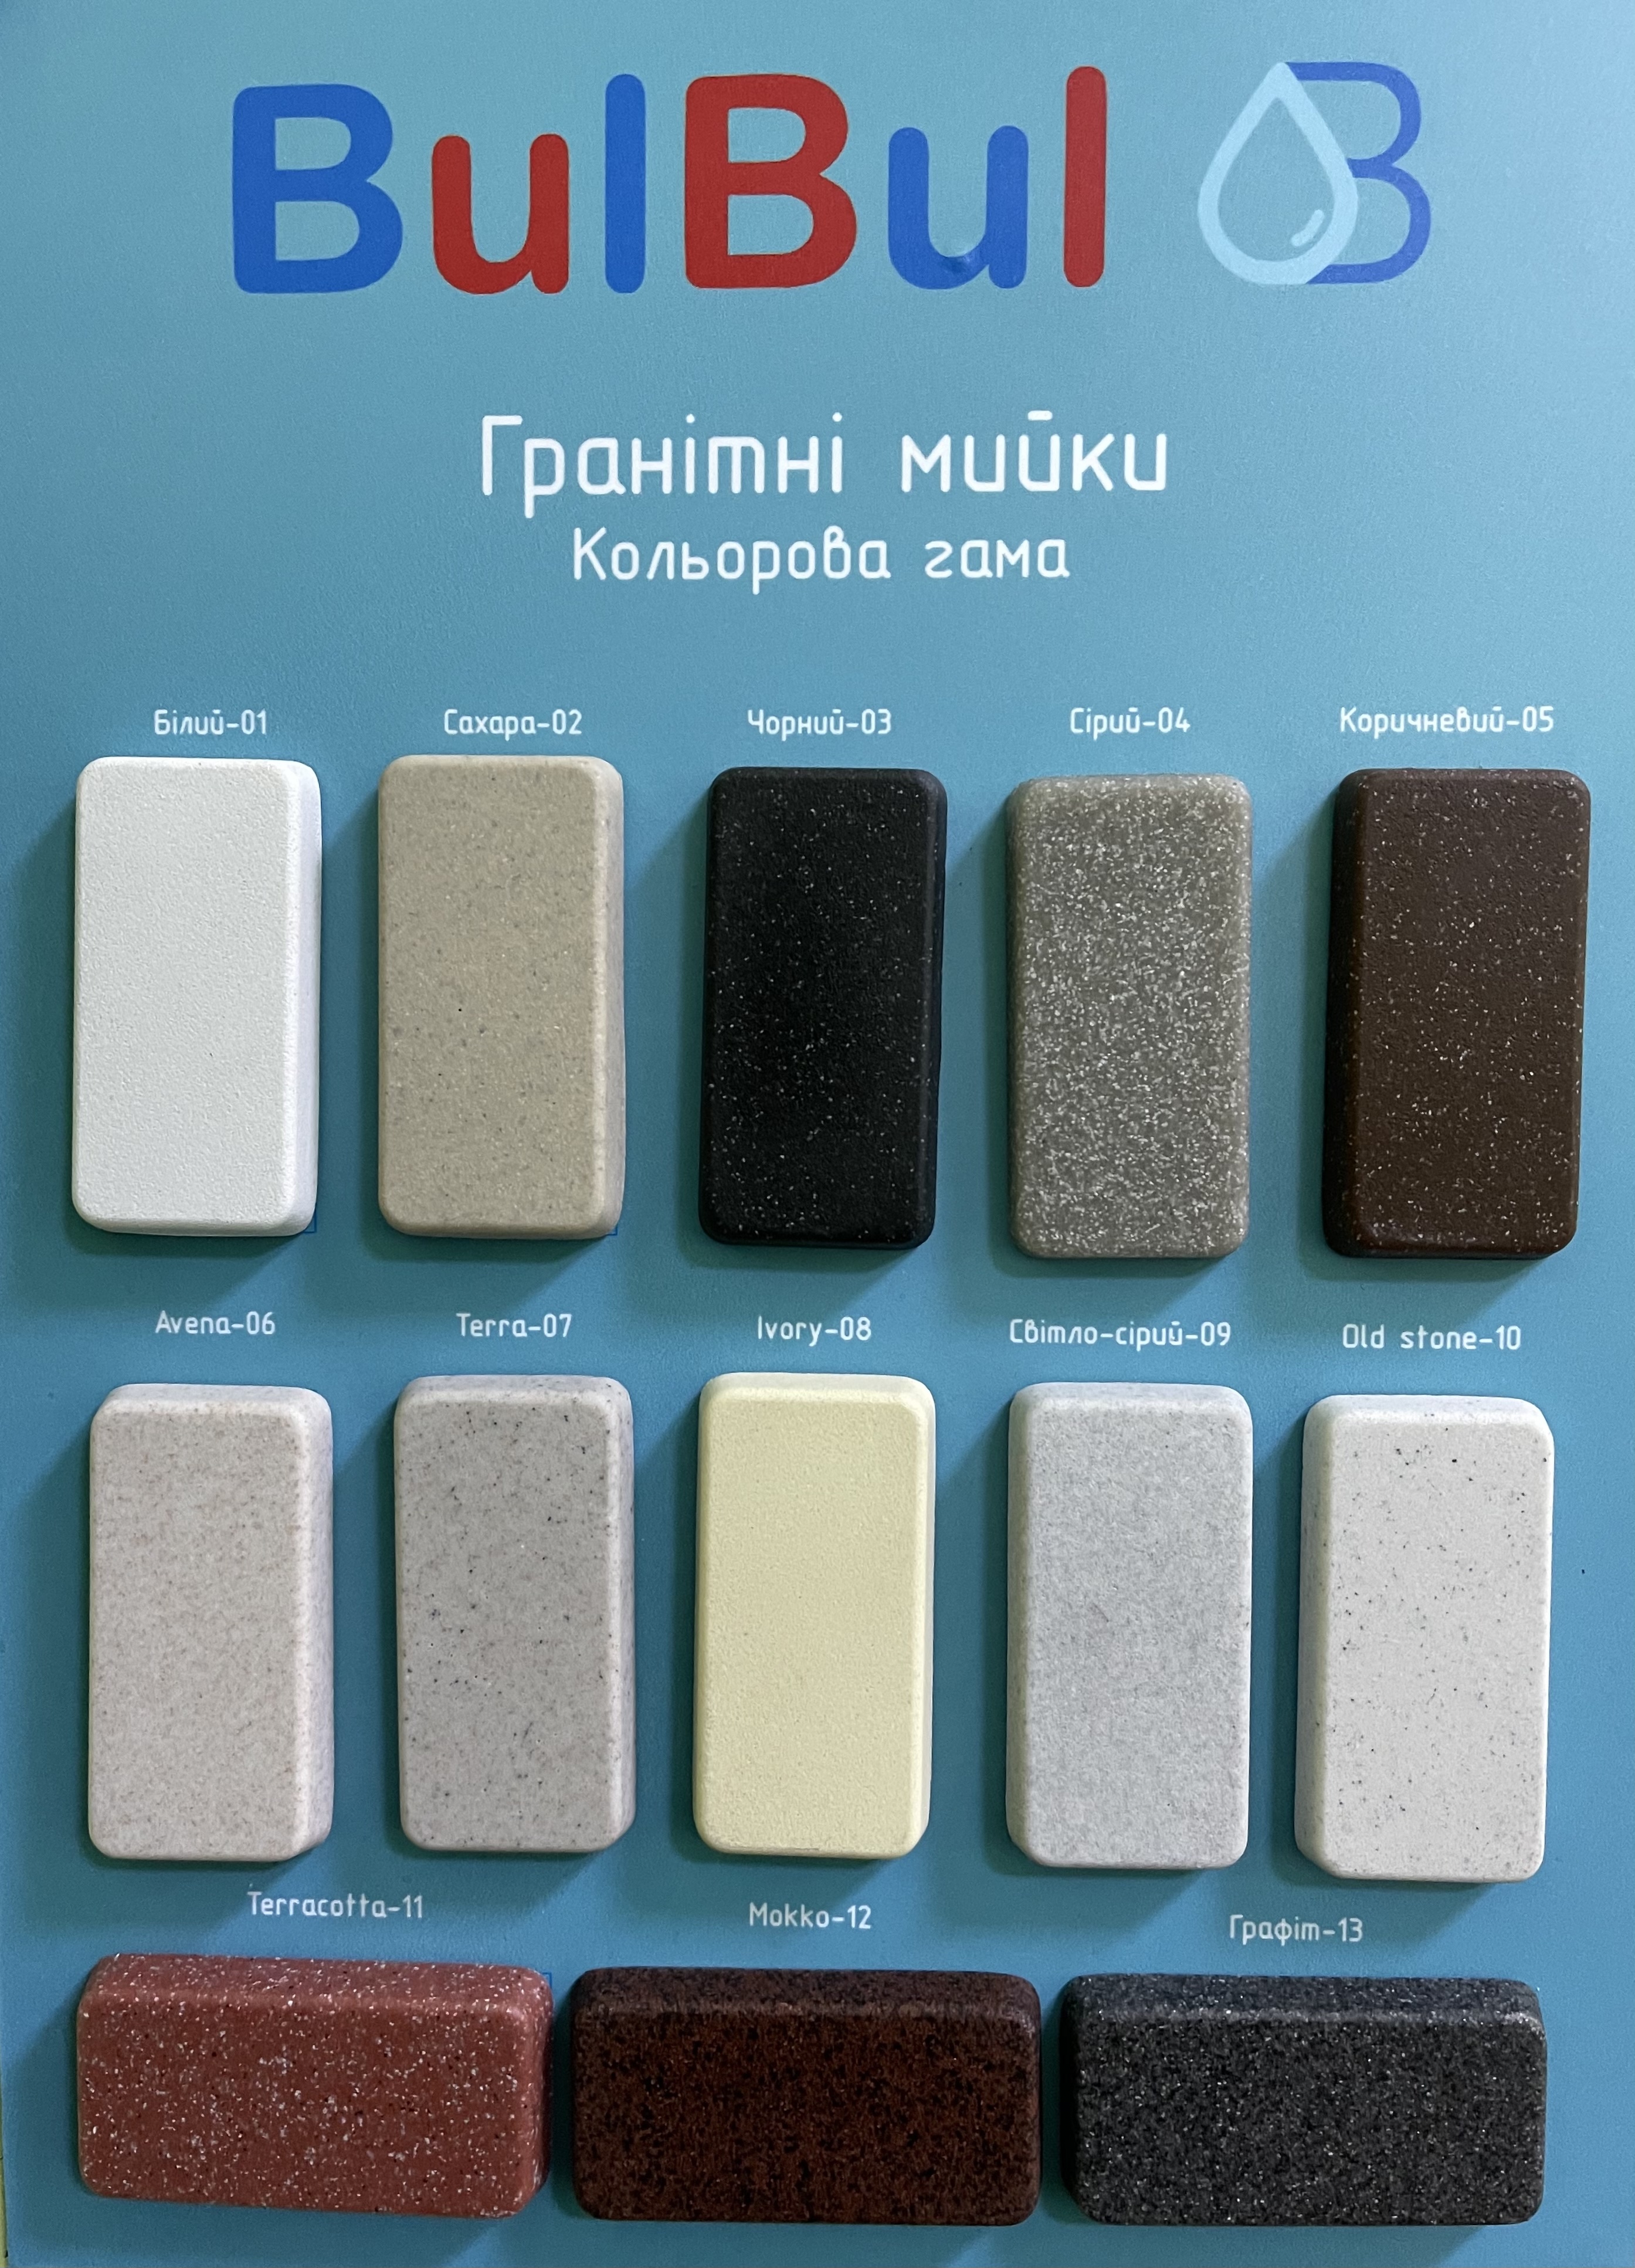 BulBul
Гранітні мийки
Кольорова гама
Білий-01 Сахара-02 Чорний-03 Сірий-04 Коричневий-05
Avena-06 Terra-07 Ivory-08 Світло-сірий-09 Old stone-10
Terracotta-11 Mokko-12 Графіт-13